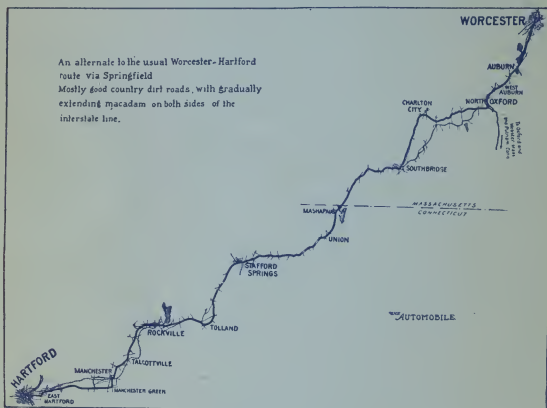 WORCESTER
An alternate to the usual Worcester-Hartford
route via Springfield
Mostly good country dirt roads, with gradually
extending macadam on both sides of the
interstate line.
AUBURN
WEST
AUBURN
CHARLTON
CITY
NORTH OXFORD
SOUTHBRIDGE
MASHAPAUG
MASSACHUSETTS
CONNECTICUT
UNION
STAFFORD
SPRINGS
THE AUTOMOBILE
TOLLAND
ROCKVILLE
TALCOTTVILLE
HARTFORD
MANCHESTER
MANCHESTER GREEN
EAST
HARTFORD